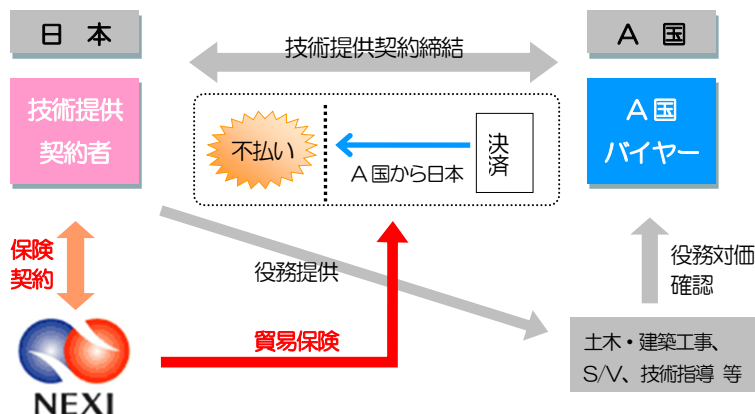 日 本
A 国
技術提供契約締結
技術提供
契約者
不払い
決
済
A国から日本
A国
バイヤー
保険
契約
役務提供
役務対価
確認
貿易保険
土木・建築工事、
S/V、技術指導 等
NEXI